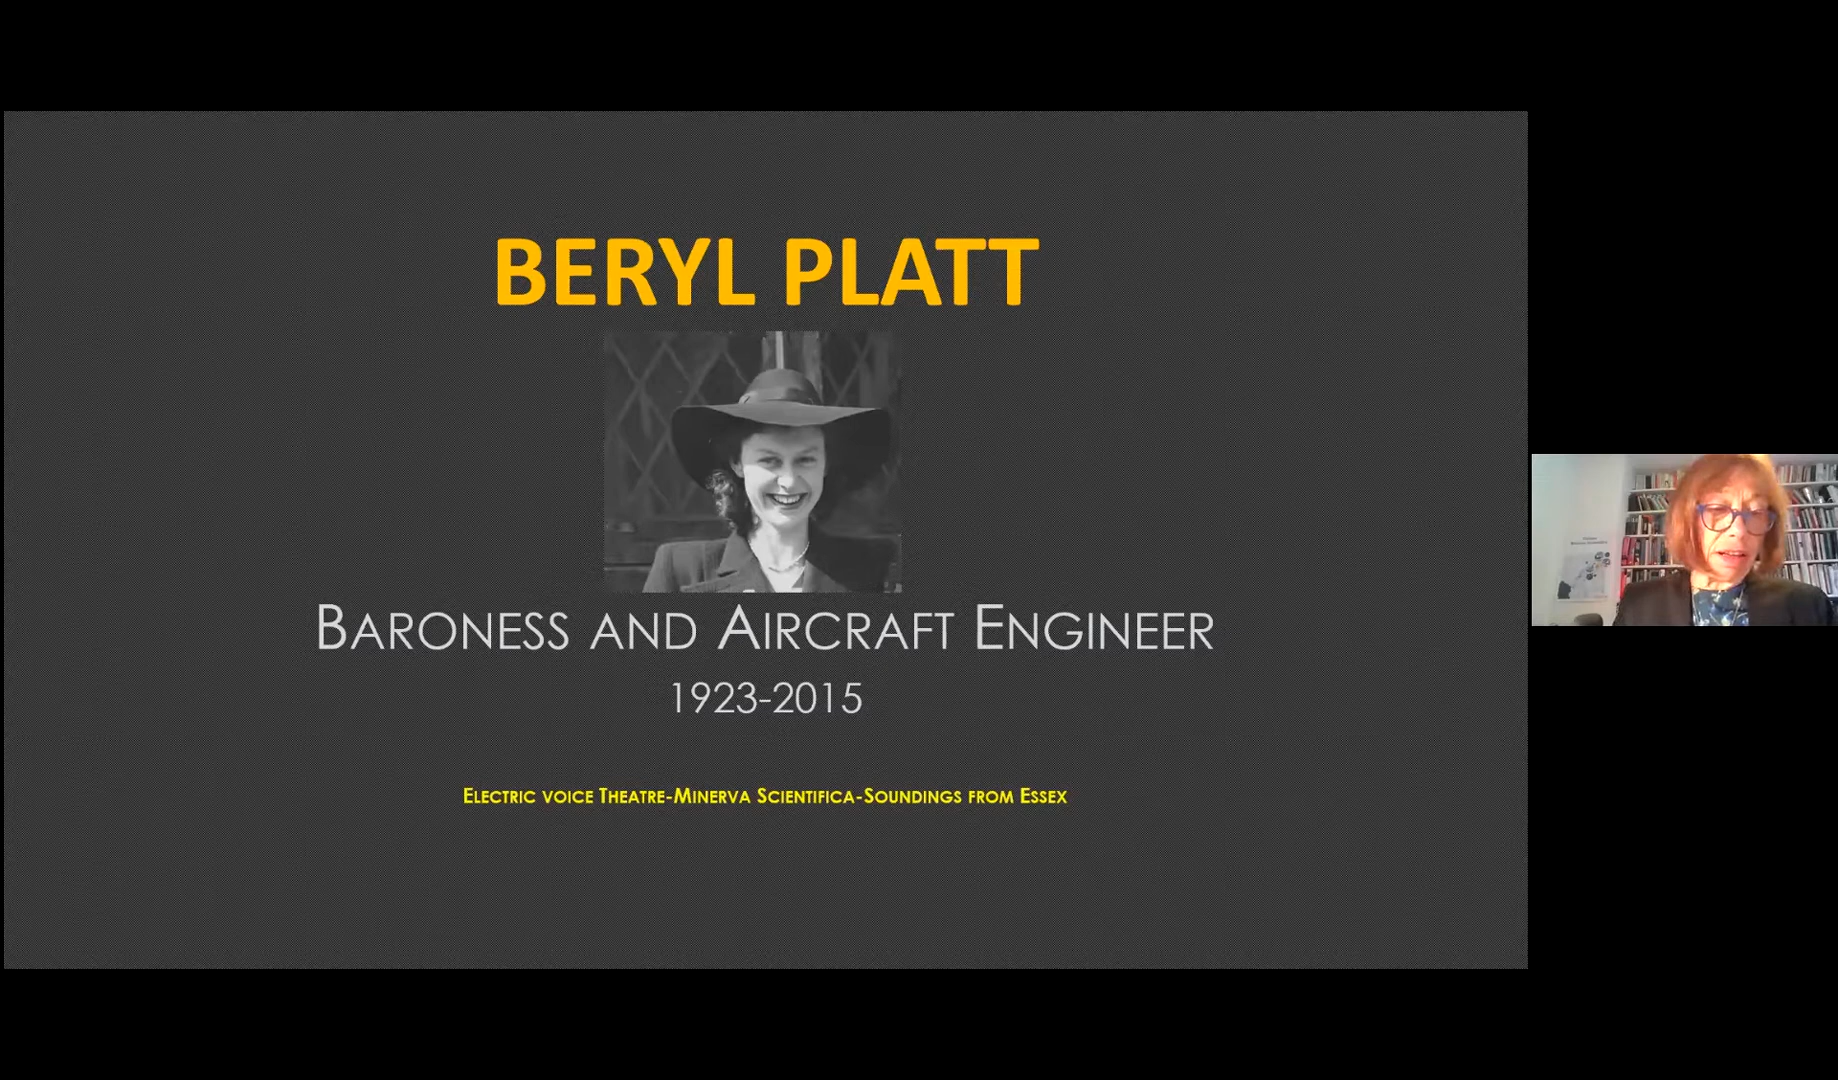 BERYL PLATT
BARONESS AND AIRCRAFT ENGINEER
1923-2015
ELECTRIC VOICE THEATRE-MINERVA SCIENTIFICA-SOUNDINGS FROM ESSEX